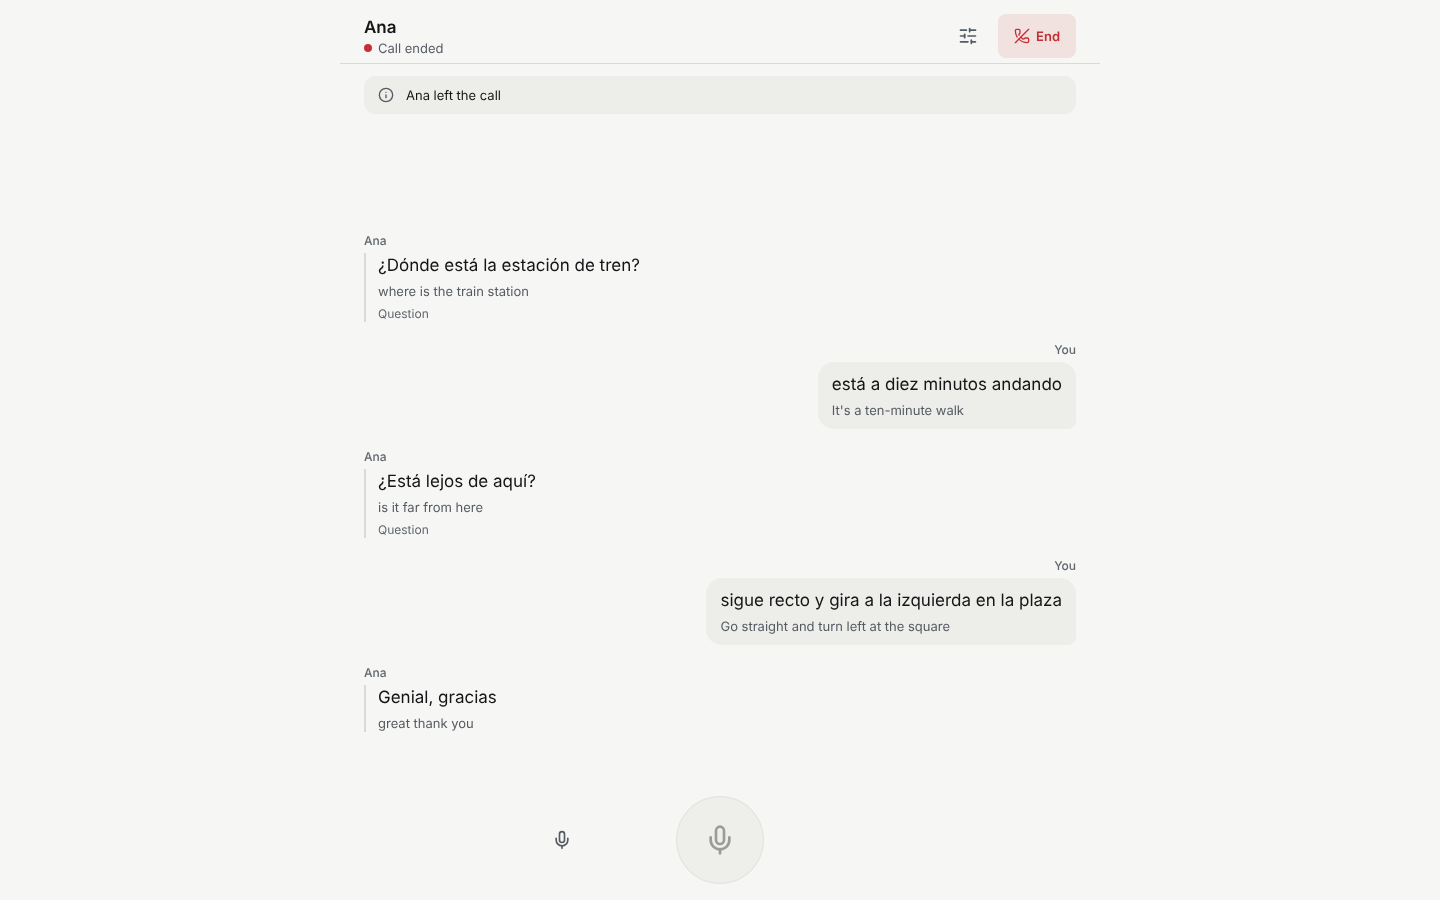 Ana
Call ended
End
Ana left the call
Ana
¿Dónde está la estación de tren?
where is the train station
Question
You
está a diez minutos andando
It's a ten-minute walk
Ana
¿Está lejos de aquí?
is it far from here
Question
You
sigue recto y gira a la izquierda en la plaza
Go straight and turn left at the square
Ana
Genial, gracias
great thank you